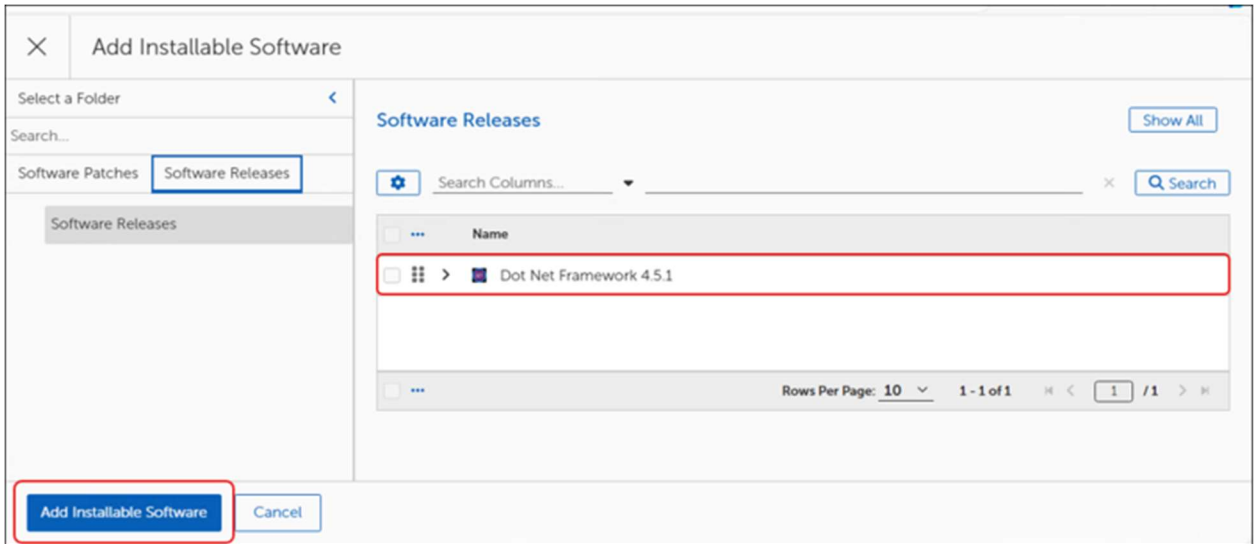 Add Installable Software
Select a Folder
Search...
Software Patches Software Releases
Software Releases
Software Releases Show All
Search Columns... Search
Name
Dot Net Framework 4.5.1
Rows Per Page: 10 1 - 1 of 1 1 / 1
Add Installable Software Cancel